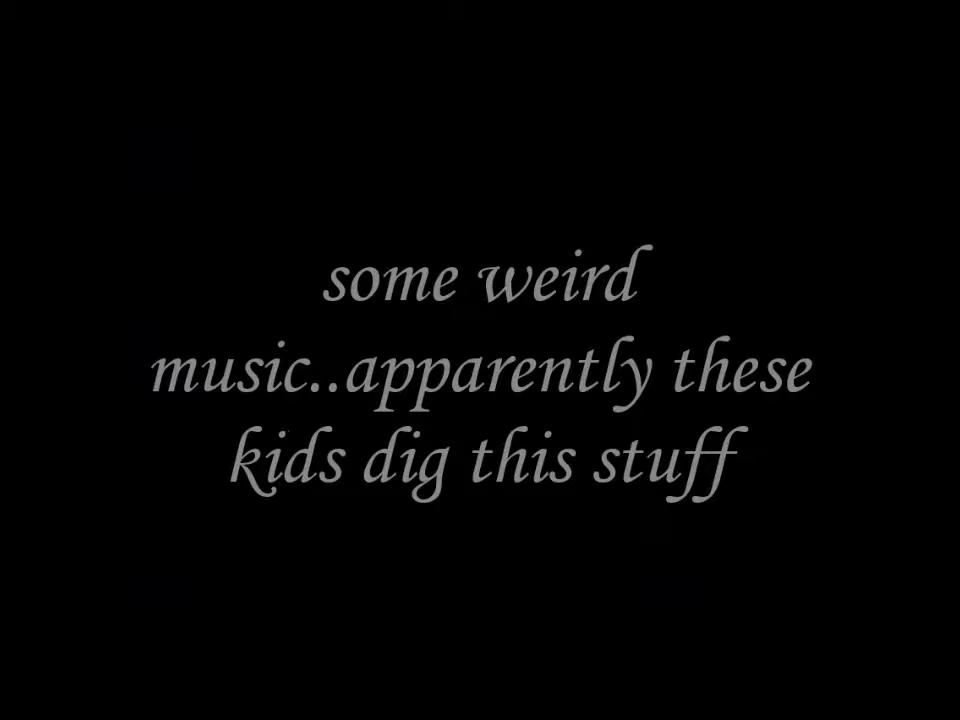 some weird
music..apparently these
kids dig this stuff